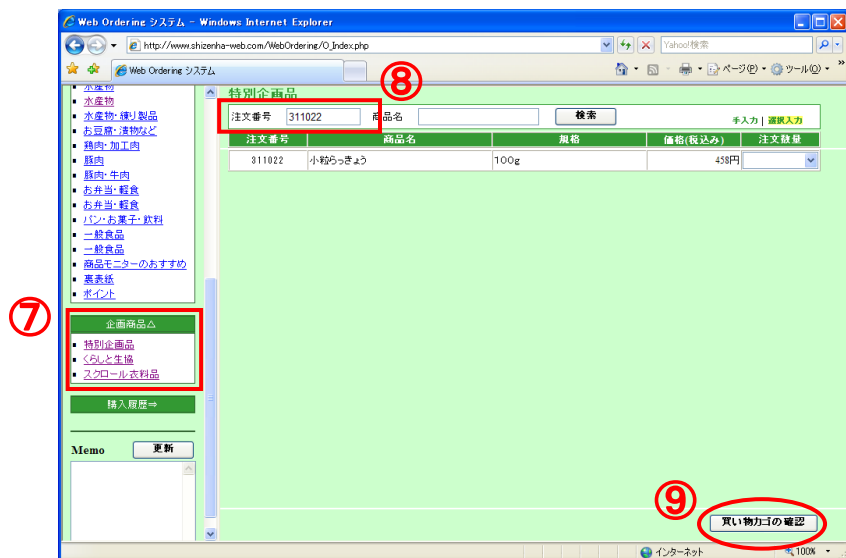 Web Ordering システム - Windows Internet Explorer
http://www.shizenha-web.com/WebOrdering/O_Index.php
Yahoo!検索
Web Ordering システム
ページ(P) ツール(O) »
⑧
水産物
水産物
水産物・練り製品
お豆腐・漬物など
鶏肉・加工肉
豚肉
豚肉・牛肉
お弁当・軽食
お弁当・軽食
パン・お菓子・飲料
一般食品
一般食品
商品モニターのおすすめ
裏表紙
ポイント
⑦
企画商品△
特別企画品
くらしと生協
スクロール衣料品
購入履歴⇒
Memo 更新
特別企画品
注文番号 311022 商品名 検索
手入力 | 選択入力
注文番号 商品名 規格 価格(税込み) 注文数量
311022 小粒らっきょう 100g 458円
⑨
買い物カゴの確認
インターネット 100%